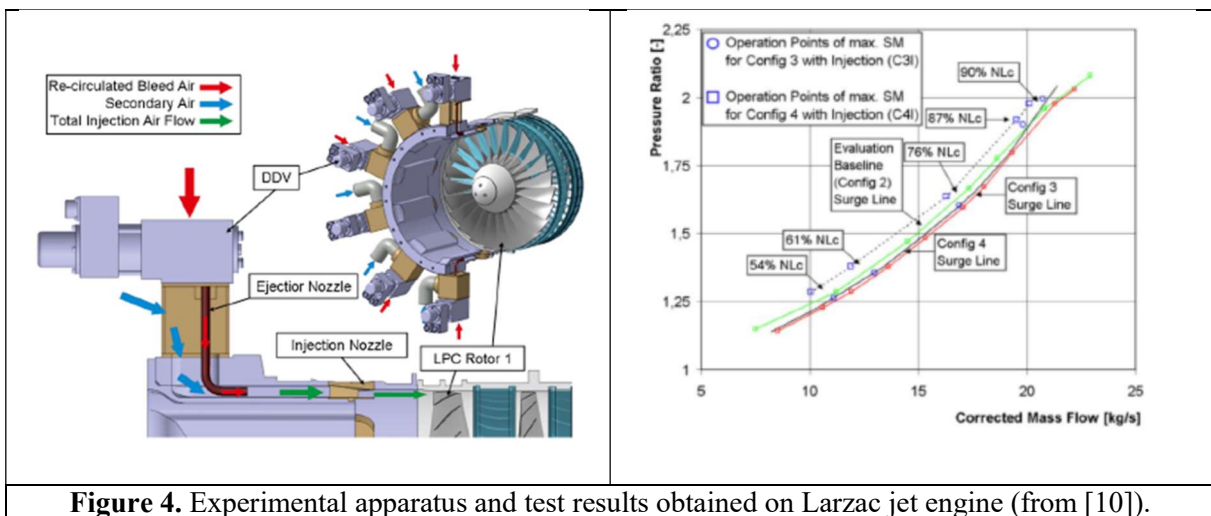 Re-circulated Bleed Air
Secondary Air
Total Injection Air Flow
DDV
Ejectior Nozzle
Injection Nozzle
LPC Rotor 1
Pressure Ratio [-]
2,25
2
1,75
1,5
1,25
1
5
10
15
20
25
Corrected Mass Flow [kg/s]
Operation Points of max. SM
for Config 3 with Injection (C3I)
Operation Points of max. SM
for Config 4 with Injection (C4I)
90% NLc
87% NLc
76% NLc
61% NLc
54% NLc
Evaluation
Baseline
(Config 2)
Surge Line
Config 3
Surge Line
Config 4
Surge Line
Figure 4. Experimental apparatus and test results obtained on Larzac jet engine (from [10]).